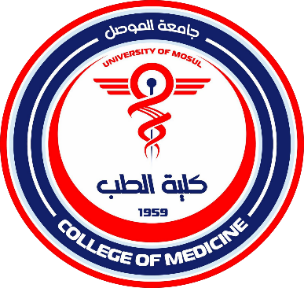 جامعة الموصل
UNIVERSITY OF MOSUL
كلية الطب
1959
COLLEGE OF MEDICINE